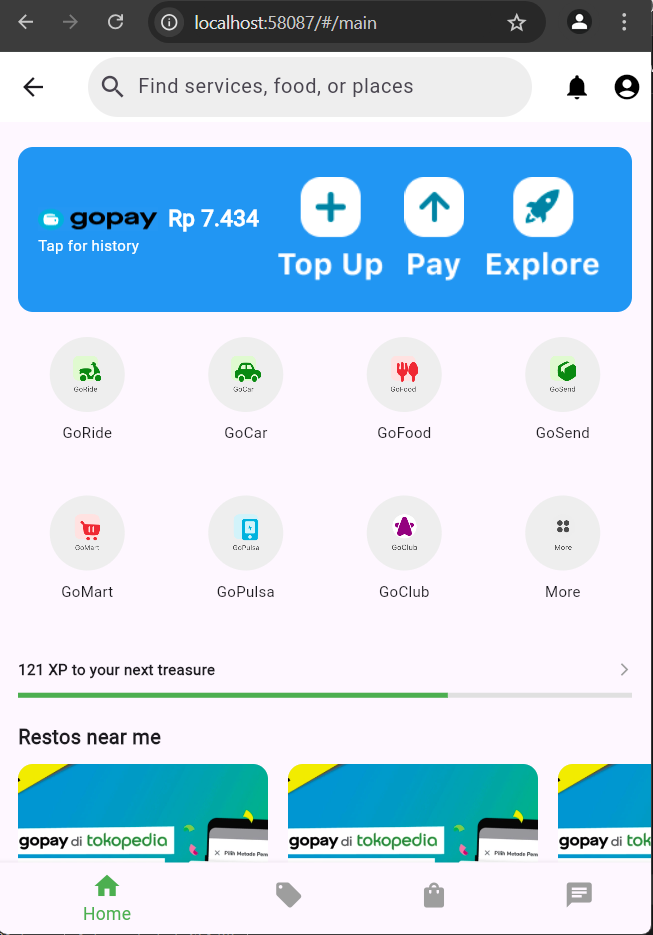 localhost:58087/#/main
Find services, food, or places
gopay Rp 7.434
Tap for history
Top Up Pay Explore
GoRide GoCar GoFood GoSend
GoRide GoCar GoFood GoSend
GoMart GoPulsa GoClub More
GoMart GoPulsa GoClub More
121 XP to your next treasure
Restos near me
gopay di tokopedia gopay di tokopedia gopay di tok
Pilih Metode Pem Pilih Metode Pem
Home